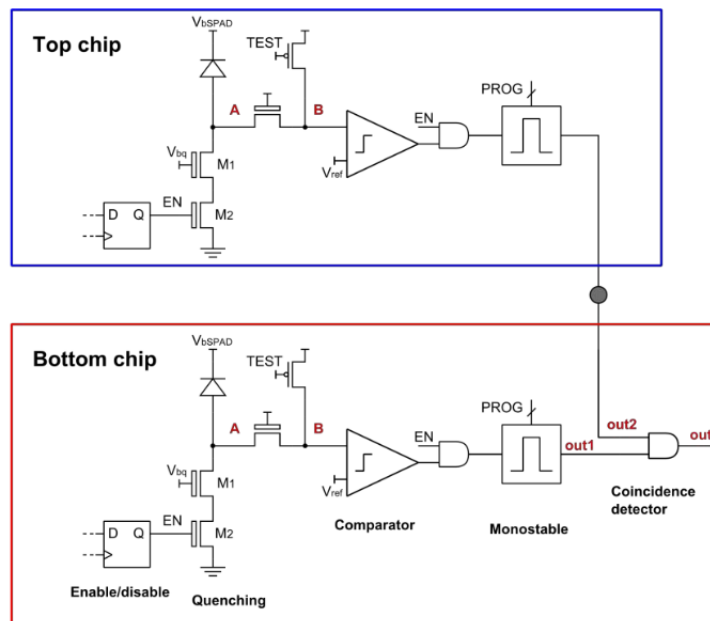 Top chip
VbSPAD
TEST
A
B
PROG
EN
Vbq
M1
Vref
EN
D Q
M2
Bottom chip
VbSPAD
TEST
A
B
PROG
out2
out
EN
out1
Vbq
M1
Vref
Coincidence
detector
EN
D Q
M2
Comparator
Monostable
Enable/disable
Quenching